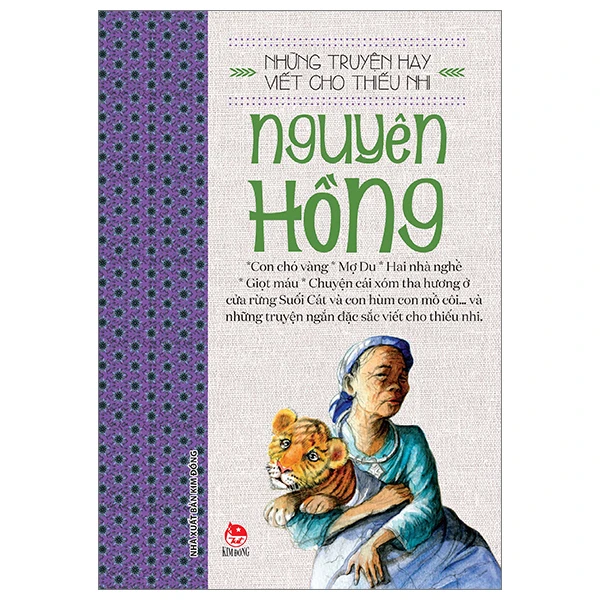 NHỮNG TRUYỆN HAY
VIẾT CHO THIẾU NHI
NGUYÊN
HỒNG
*Con chó vàng * Mợ Du * Hai nhà nghề
* Giọt máu * Chuyện cái xóm tha hương ở
cửa rừng Suối Cát và con hùm con mồ côi... và
những truyện ngắn đặc sắc viết cho thiếu nhi.
NHÀ XUẤT BẢN KIM ĐỒNG
KIM ĐỒNG